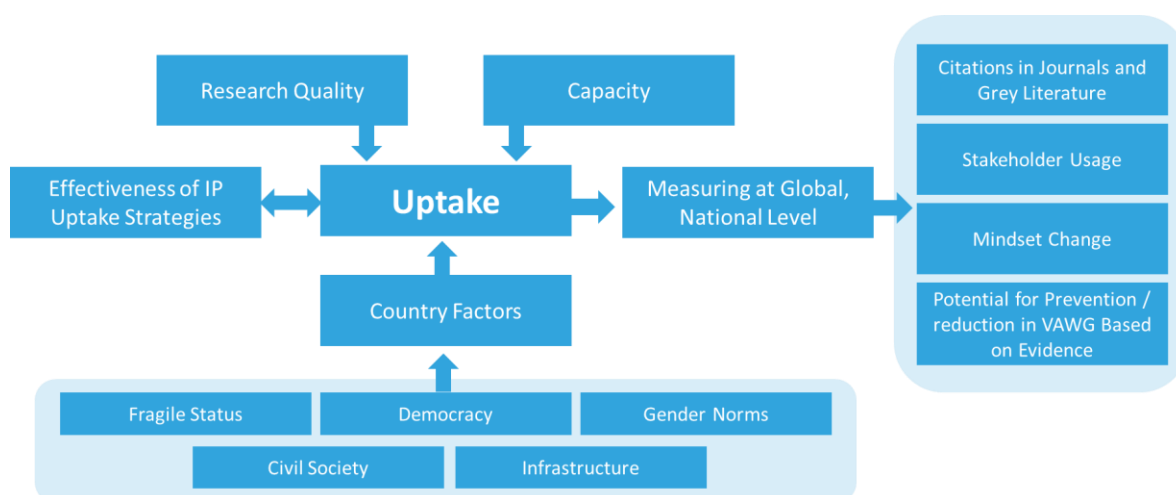 Research Quality
Capacity
Citations in Journals and
Grey Literature
Stakeholder Usage
Effectiveness of IP
Uptake Strategies
Uptake
Measuring at Global,
National Level
Mindset Change
Country Factors
Potential for Prevention /
reduction in VAWG Based
on Evidence
Fragile Status
Democracy
Gender Norms
Civil Society
Infrastructure